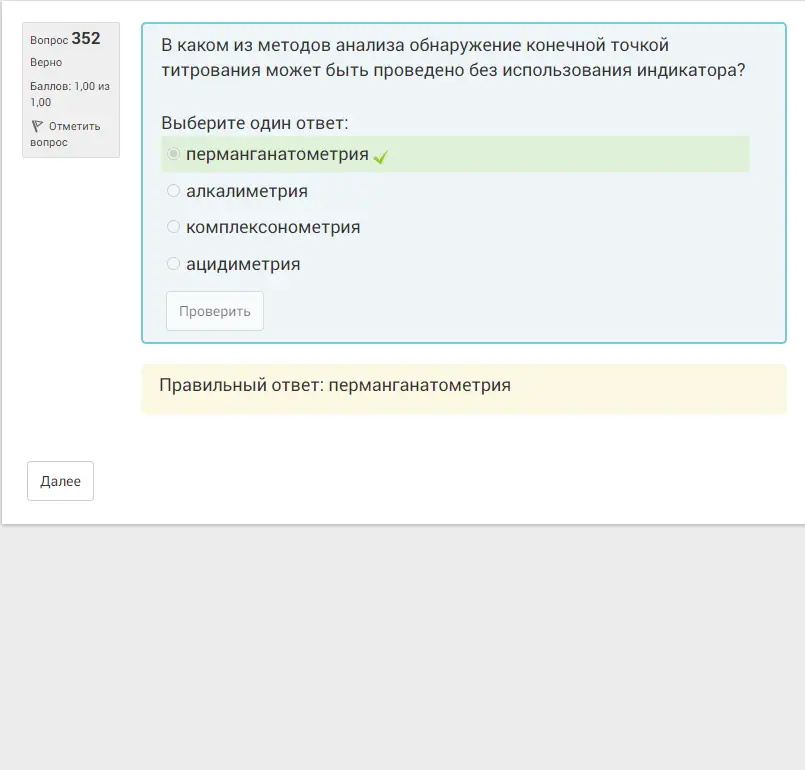 Вопрос 352
Верно
Баллов: 1,00 из
1,00
Отметить
вопрос
В каком из методов анализа обнаружение конечной точкой
титрования может быть проведено без использования индикатора?
Выберите один ответ:
перманганатометрия
алкалиметрия
комплексонометрия
ацидиметрия
Проверить
Правильный ответ: перманганатометрия
Далее